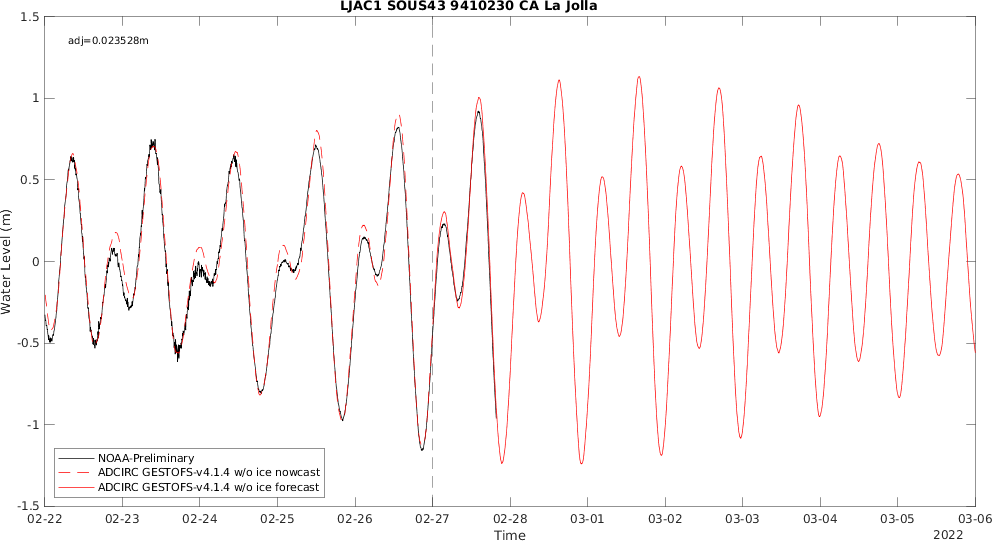 LJAC1 SOUS43 9410230 CA La Jolla
adj=0.023528m
1.5
1
0.5
0
-0.5
-1
-1.5
Water Level (m)
NOAA-Preliminary
ADCIRC GESTOFS-v4.1.4 w/o ice nowcast
ADCIRC GESTOFS-v4.1.4 w/o ice forecast
02-22 02-23 02-24 02-25 02-26 02-27 02-28 03-01 03-02 03-03 03-04 03-05 03-06
Time
2022